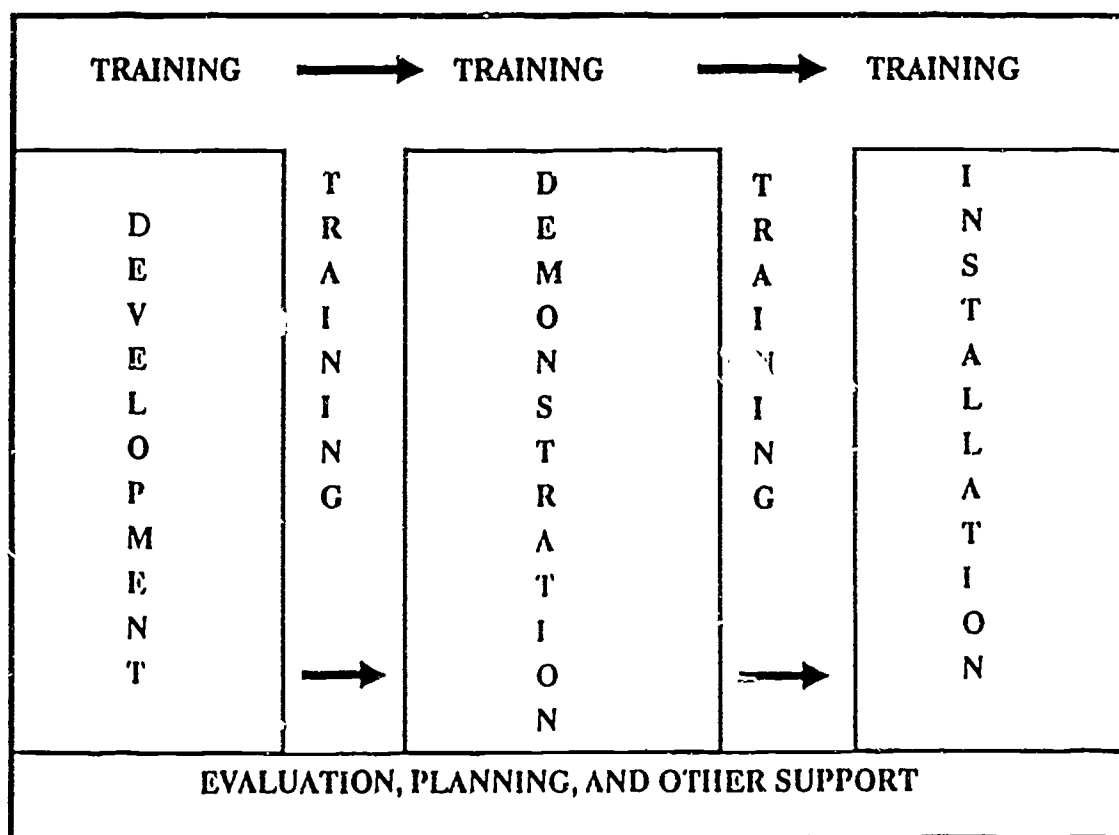 TRAINING → TRAINING → TRAINING
DEVELOPMENT
TRAINING
DEMONSTRATION
TRAINING
INSTALLATION
EVALUATION, PLANNING, AND OTHER SUPPORT